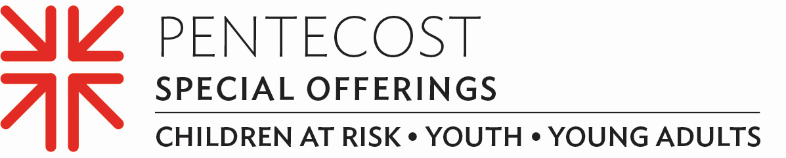 PENTECOST
SPECIAL OFFERINGS
CHILDREN AT RISK • YOUTH • YOUNG ADULTS